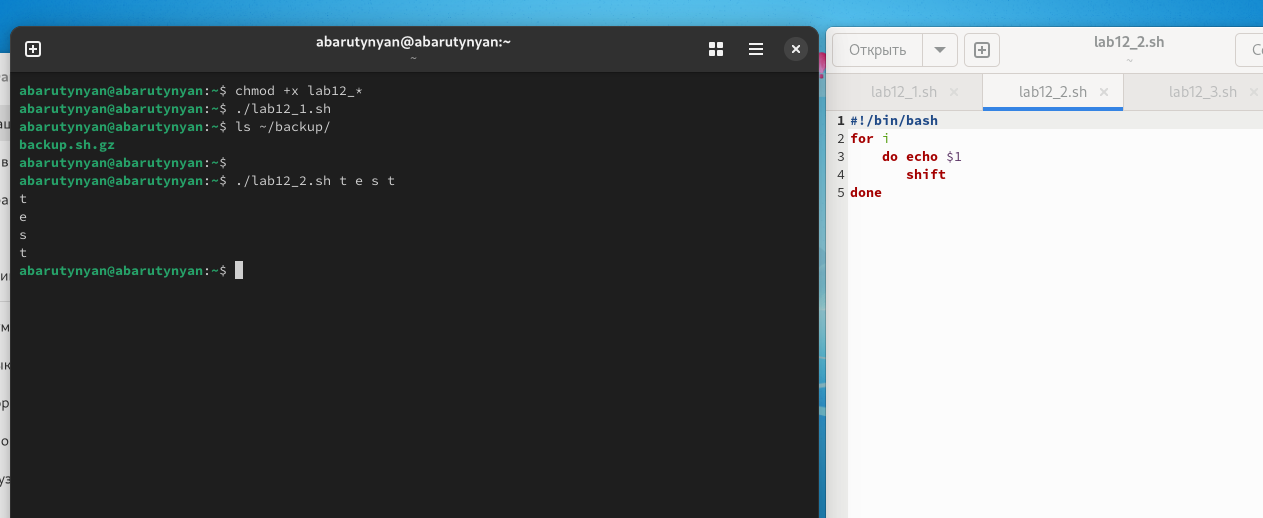 abarutynyan@abarutynyan:~
~
abarutynyan@abarutynyan:~$ chmod +x lab12_*
abarutynyan@abarutynyan:~$ ./lab12_1.sh
abarutynyan@abarutynyan:~$ ls ~/backup/
backup.sh.gz
abarutynyan@abarutynyan:~$
abarutynyan@abarutynyan:~$ ./lab12_2.sh t e s t
t
e
s
t
abarutynyan@abarutynyan:~$
Открыть
lab12_2.sh
~
lab12_1.sh
lab12_2.sh
lab12_3.sh
1 #!/bin/bash
2 for i
3     do echo $1
4        shift
5 done